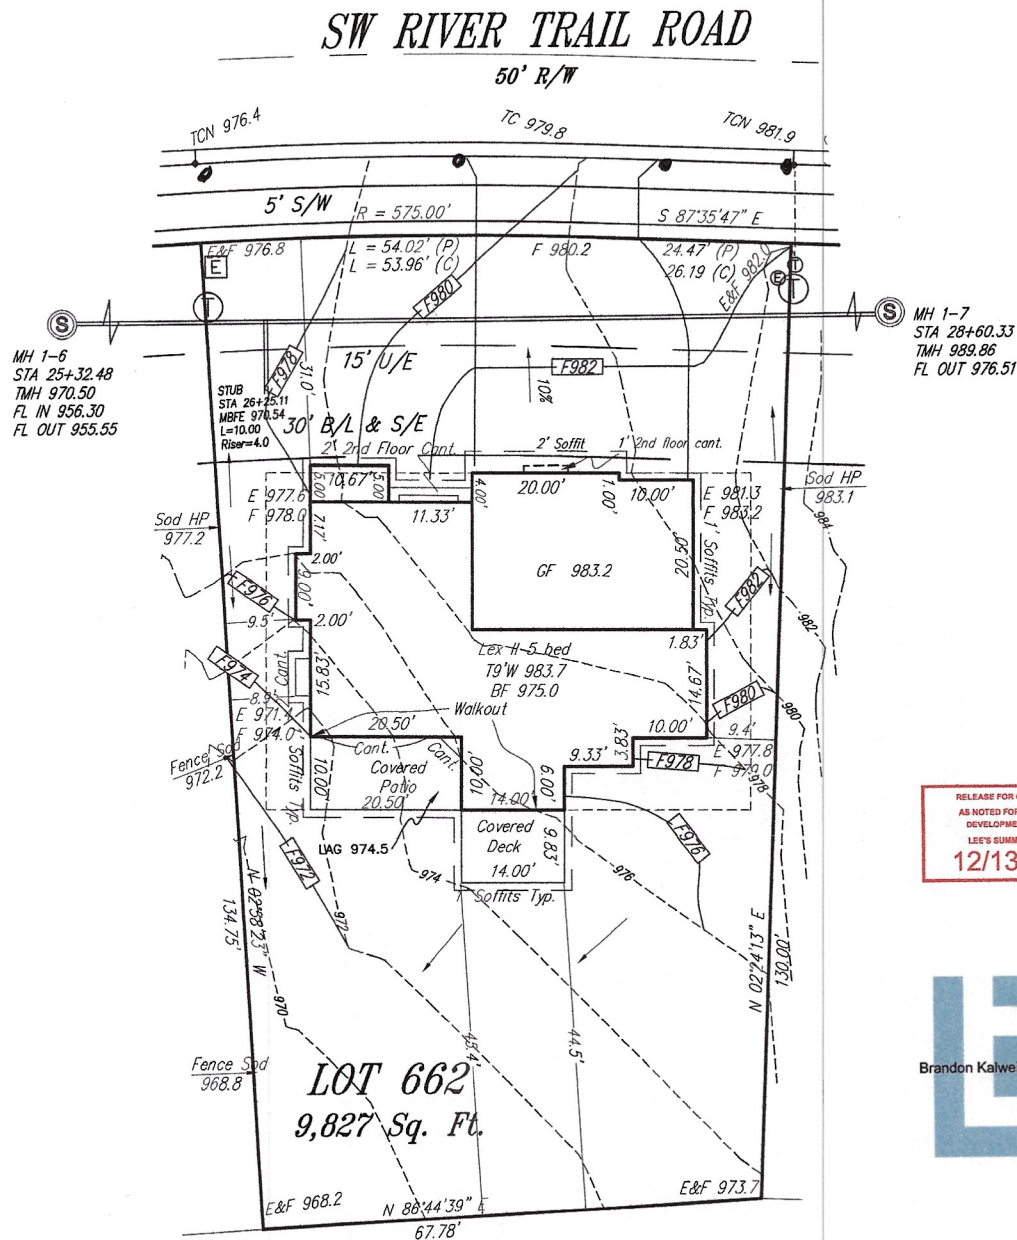 SW RIVER TRAIL ROAD
50' R/W
TCN 976.4
TC 979.8
TCN 981.9
5' S/W
R = 575.00'
S 87°35'47" E
E&F 976.8
L = 54.02' (P)
L = 53.96' (C)
F 980.2
24.47' (P)
26.19 (C)
E&F 982.0
E
T
T
E
T
F980
S
S
MH 1-7
STA 28+60.33
TMH 989.86
FL OUT 976.51
MH 1-6
STA 25+32.48
TMH 970.50
FL IN 956.30
FL OUT 955.55
F978
31.0'
15' U/E
F982
10%
STUB
STA 26+25.11
MBFE 970.54
L=10.00
Riser=4.0
30' B/L & S/E
2' 2nd Floor Cant.
2' Soffit
1' 2nd floor cant.
10.67'
5.00'
6.00'
4.00'
20.00'
1.00'
10.00'
E 977.6
F 978.0
E 981.3
F 983.2
Sod HP
983.1
Sod HP
977.2
11.33'
7.17'
2.00'
9.00'
2.00'
GF 983.2
20.50'
1' Soffits Typ.
984
F976
F982
982
9.5'
F974
Cant.
15.83'
1.83'
Lex II-5 bed
T9'W 983.7
BF 975.0
14.67'
F980
980
8.9'
E 971.4
F 974.0
Walkout
20.50'
10.00'
9.4'
E 977.8
F 979.0
978
Cant.
Cant.
3.83'
9.33'
F978
Fence Sod
972.2
1' Soffits Typ.
10.00'
Covered
Patio
20.50'
10.00'
6.00'
14.00'
Covered
Deck
14.00'
9.83'
F976
F972
LAG 974.5
974
976
1' Soffits Typ.
972
134.75'
N 02°58'23" W
N 02°24'13" E
130.00'
970
45.4'
44.5'
Fence Sod
968.8
LOT 662
9,827 Sq. Ft.
E&F 968.2
N 86°44'39" E
67.78'
E&F 973.7
RELEASE FOR
AS NOTED FOR
DEVELOPME
LEE'S SUMM
12/13
Brandon Kalwe